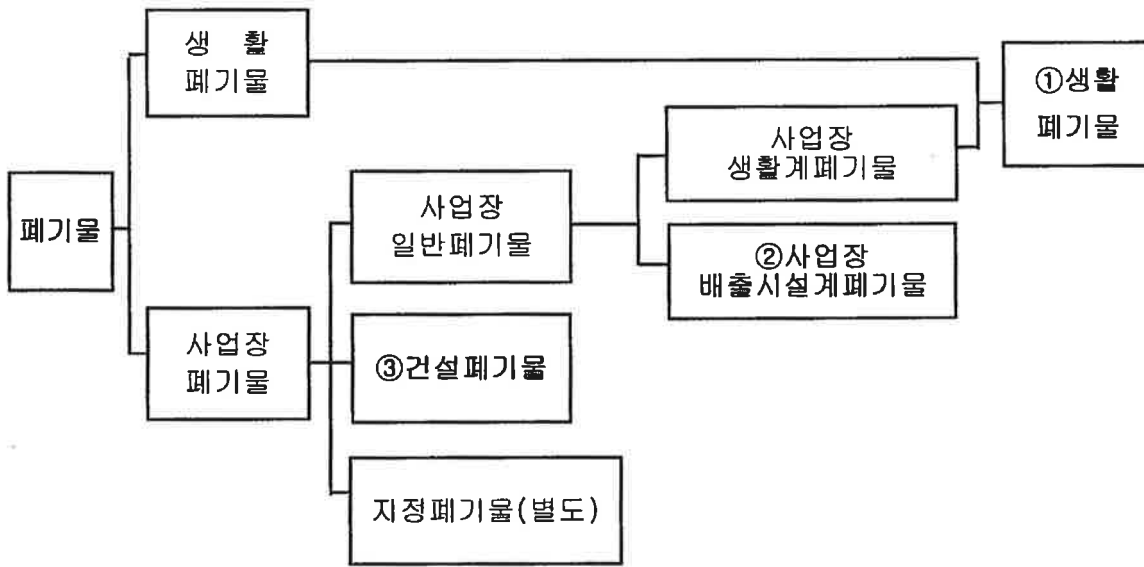 생 활
폐기물
①생활
폐기물
사업장
생활계폐기물
사업장
일반폐기물
폐기물
②사업장
배출시설계폐기물
사업장
폐기물
③건설폐기물
지정폐기물(별도)